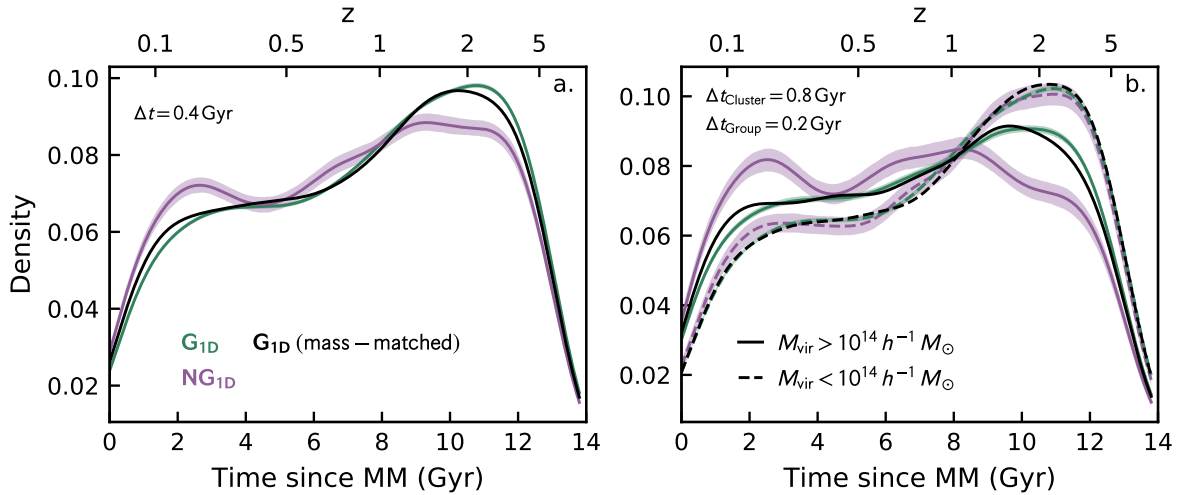 z
0.1 0.5 1 2 5
a.
Δt = 0.4 Gyr
0.10
0.08
0.06
0.04
0.02
Density
G1D G1D (mass − matched)
NG1D
0 2 4 6 8 10 12 14
Time since MM (Gyr)
z
0.1 0.5 1 2 5
b.
ΔtCluster = 0.8 Gyr
ΔtGroup = 0.2 Gyr
0.10
0.08
0.06
0.04
0.02
Mvir > 10¹⁴ h⁻¹ M⊙
Mvir < 10¹⁴ h⁻¹ M⊙
0 2 4 6 8 10 12 14
Time since MM (Gyr)